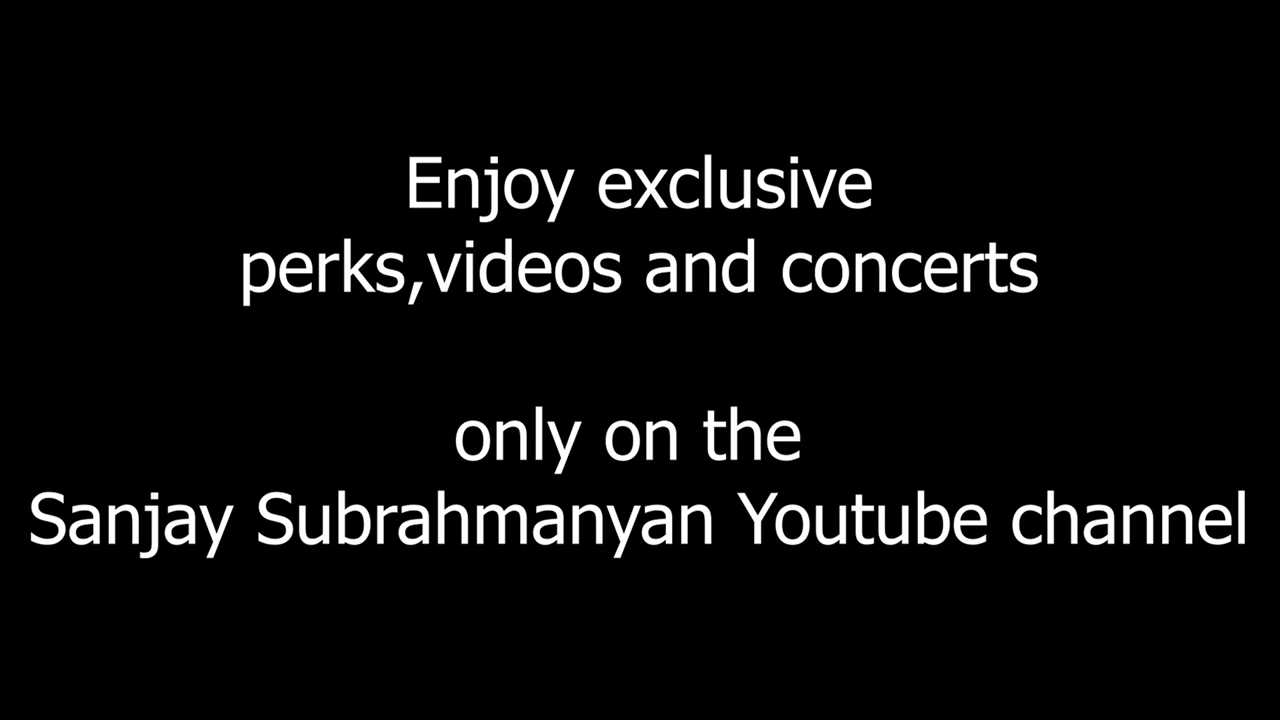 Enjoy exclusive
perks,videos and concerts
only on the
Sanjay Subrahmanyan Youtube channel